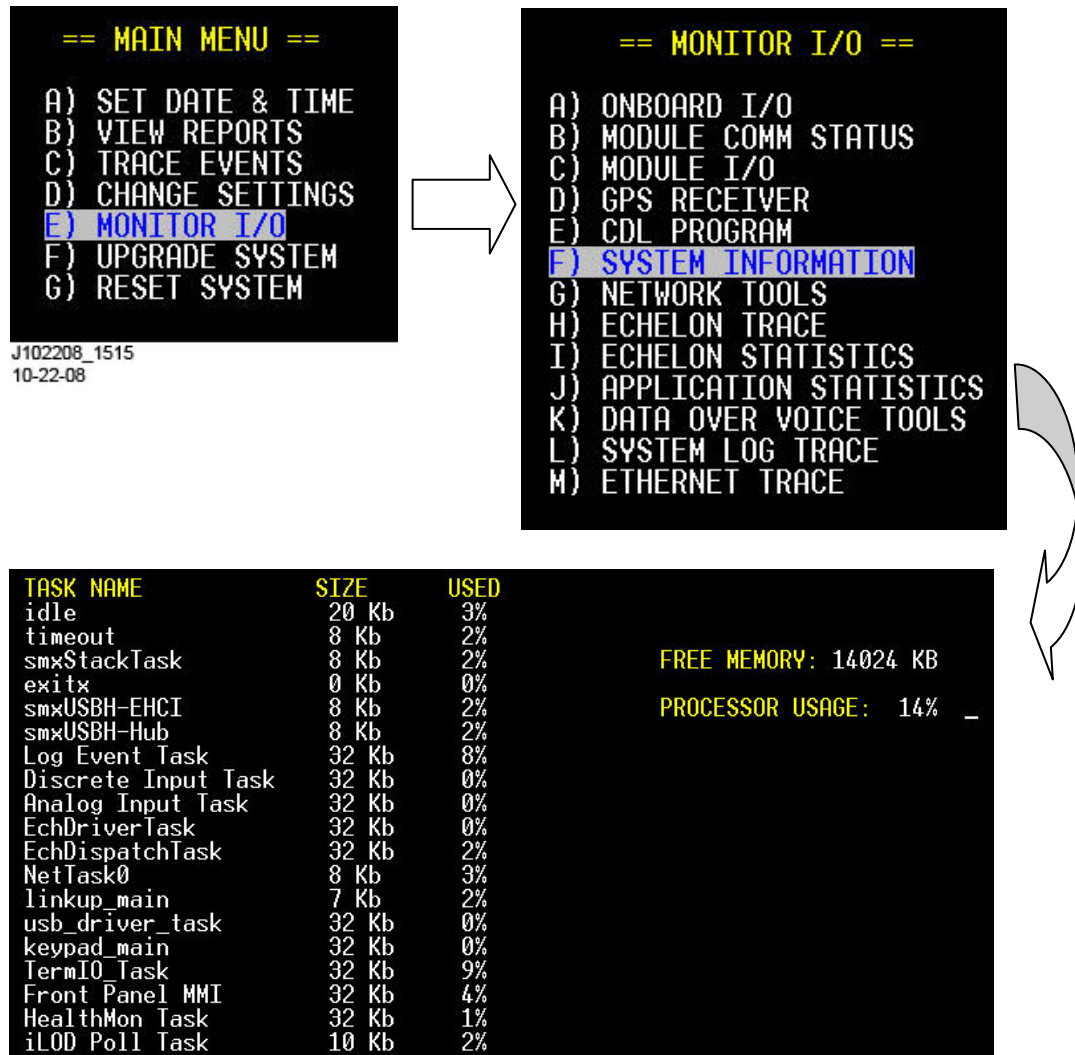 == MAIN MENU ==
A) SET DATE & TIME
B) VIEW REPORTS
C) TRACE EVENTS
D) CHANGE SETTINGS
E) MONITOR I/O
F) UPGRADE SYSTEM
G) RESET SYSTEM
J102208_1515
10-22-08
== MONITOR I/O ==
A) ONBOARD I/O
B) MODULE COMM STATUS
C) MODULE I/O
D) GPS RECEIVER
E) CDL PROGRAM
F) SYSTEM INFORMATION
G) NETWORK TOOLS
H) ECHELON TRACE
I) ECHELON STATISTICS
J) APPLICATION STATISTICS
K) DATA OVER VOICE TOOLS
L) SYSTEM LOG TRACE
M) ETHERNET TRACE
TASK NAME SIZE USED
idle 20 Kb 3%
timeout 8 Kb 2%
smxStackTask 8 Kb 2% FREE MEMORY: 14024 KB
exitx 0 Kb 0%
smxUSBH-EHCI 8 Kb 2% PROCESSOR USAGE: 14% _
smxUSBH-Hub 8 Kb 2%
Log Event Task 32 Kb 8%
Discrete Input Task 32 Kb 0%
Analog Input Task 32 Kb 0%
EchDriverTask 32 Kb 0%
EchDispatchTask 32 Kb 2%
NetTask0 8 Kb 3%
linkup_main 7 Kb 2%
usb_driver_task 32 Kb 0%
keypad_main 32 Kb 0%
TermIO_Task 32 Kb 9%
Front Panel MMI 32 Kb 4%
HealthMon Task 32 Kb 1%
iLOD Poll Task 10 Kb 2%